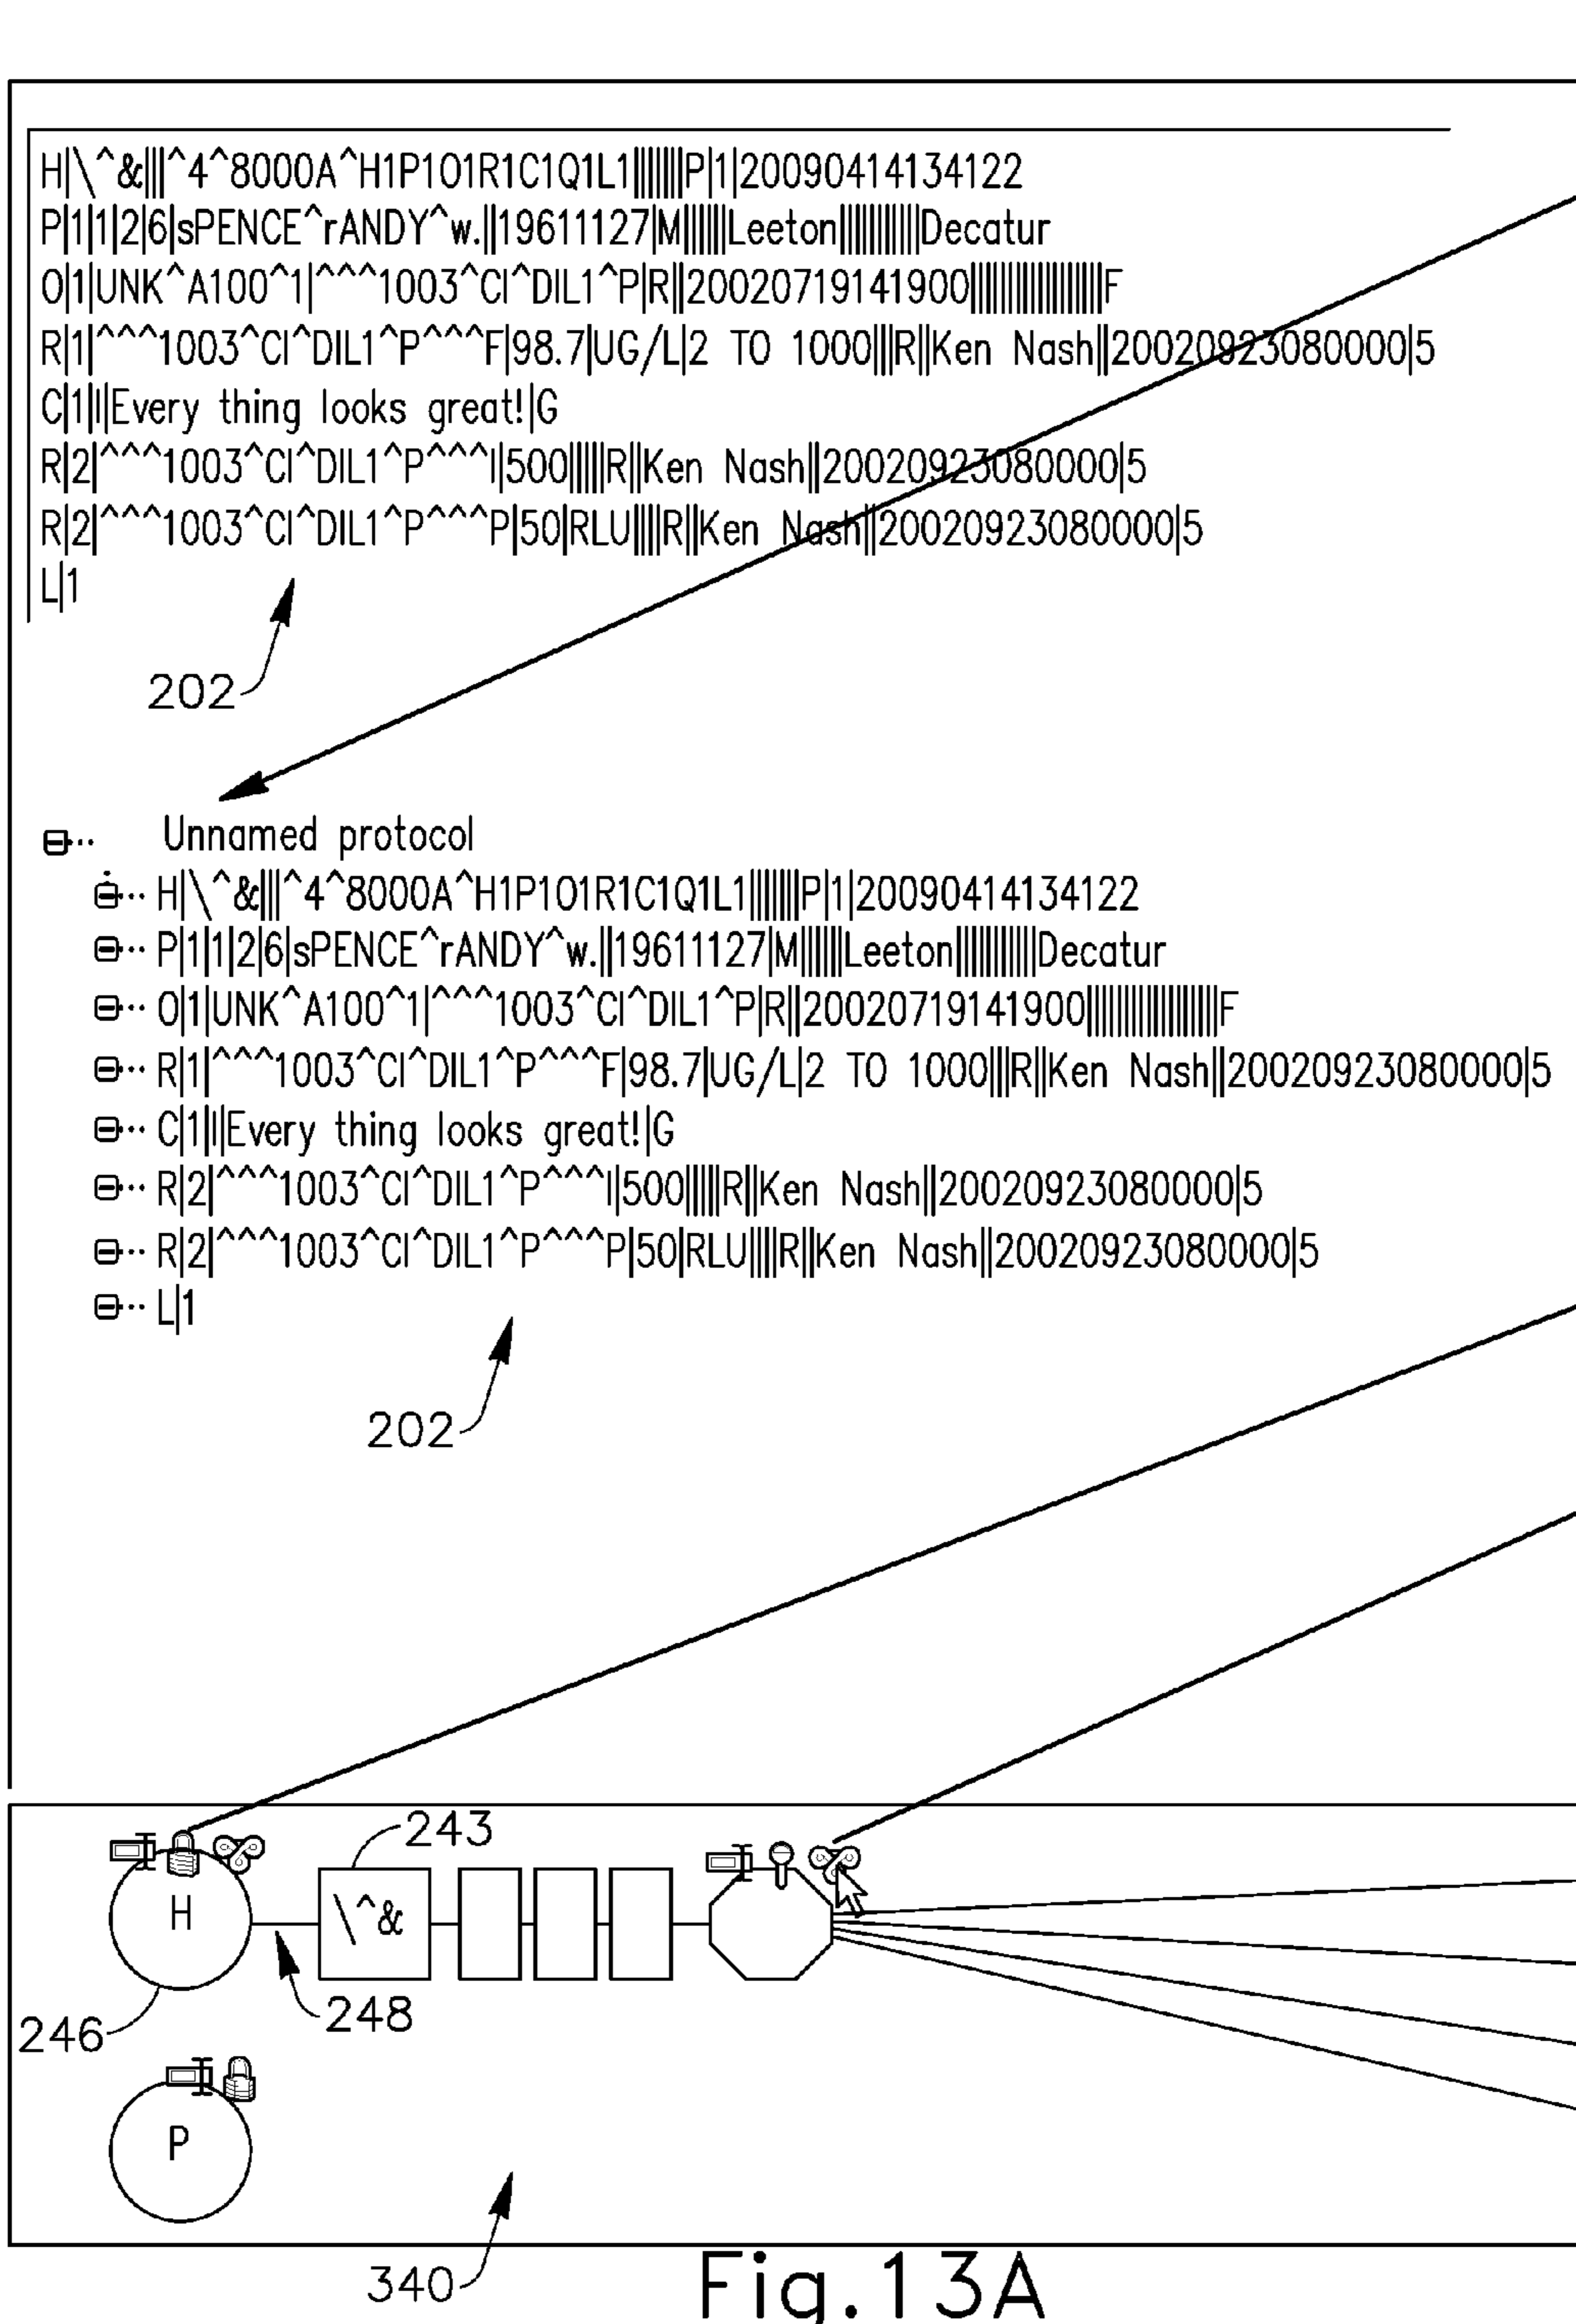 H|\^&|||^4^8000A^H1P1O1R1C1Q1L1|||||||P|1|20090414134122
P|1|1|2|6|sPENCE^rANDY^w.||19611127|M||||||Leeton||||||||||Decatur
O|1|UNK^A100^1|^^^1003^Cl^DIL1^P|R||20020719141900||||||||||||||||||F
R|1|^^^1003^Cl^DIL1^P^^^F|98.7|UG/L|2 TO 1000|||R||Ken Nash||20020923080000|5
C|1|I|Every thing looks great!|G
R|2|^^^1003^Cl^DIL1^P^^^I|500|||||R||Ken Nash||20020923080000|5
R|2|^^^1003^Cl^DIL1^P^^^P|50|RLU||||R||Ken Nash||20020923080000|5
L|1
202
Unnamed protocol
H|\^&|||^4^8000A^H1P1O1R1C1Q1L1|||||||P|1|20090414134122
P|1|1|2|6|sPENCE^rANDY^w.||19611127|M||||||Leeton||||||||||Decatur
O|1|UNK^A100^1|^^^1003^Cl^DIL1^P|R||20020719141900||||||||||||||||||F
R|1|^^^1003^Cl^DIL1^P^^^F|98.7|UG/L|2 TO 1000|||R||Ken Nash||20020923080000|5
C|1|I|Every thing looks great!|G
R|2|^^^1003^Cl^DIL1^P^^^I|500|||||R||Ken Nash||20020923080000|5
R|2|^^^1003^Cl^DIL1^P^^^P|50|RLU||||R||Ken Nash||20020923080000|5
L|1
202
243
H
\^&
248
246
P
340
Fig.13A